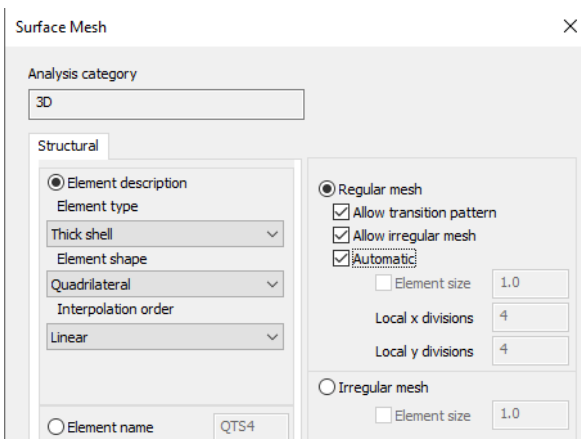 Surface Mesh
Analysis category
3D
Structural
Element description
Element type
Thick shell
Element shape
Quadrilateral
Interpolation order
Linear
Element name QTS4
Regular mesh
Allow transition pattern
Allow irregular mesh
Automatic
Element size 1.0
Local x divisions 4
Local y divisions 4
Irregular mesh
Element size 1.0